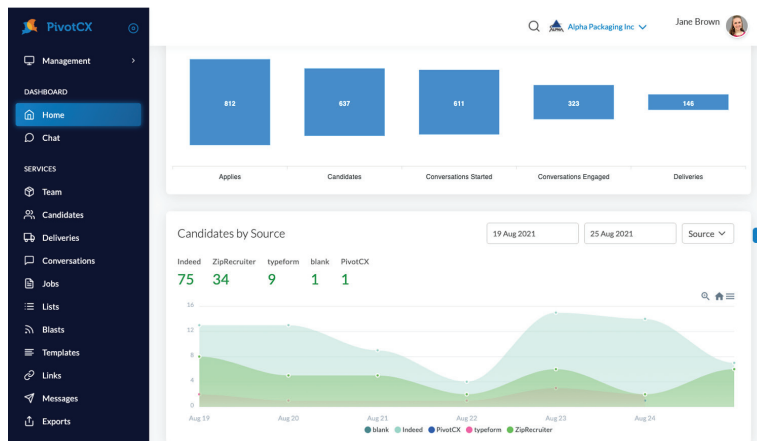 PivotCX
Alpha Packaging Inc
Jane Brown
Management
DASHBOARD
Home
Chat
SERVICES
Team
Candidates
Deliveries
Conversations
Jobs
Lists
Blasts
Templates
Links
Messages
Exports
812 637 611 323 146
Applies Candidates Conversations Started Conversations Engaged Deliveries
Candidates by Source
19 Aug 2021 25 Aug 2021 Source
Indeed ZipRecruiter typeform blank PivotCX
75 34 9 1 1
16
12
8
4
0
Aug 19 Aug 20 Aug 21 Aug 22 Aug 23 Aug 24
blank Indeed PivotCX typeform ZipRecruiter